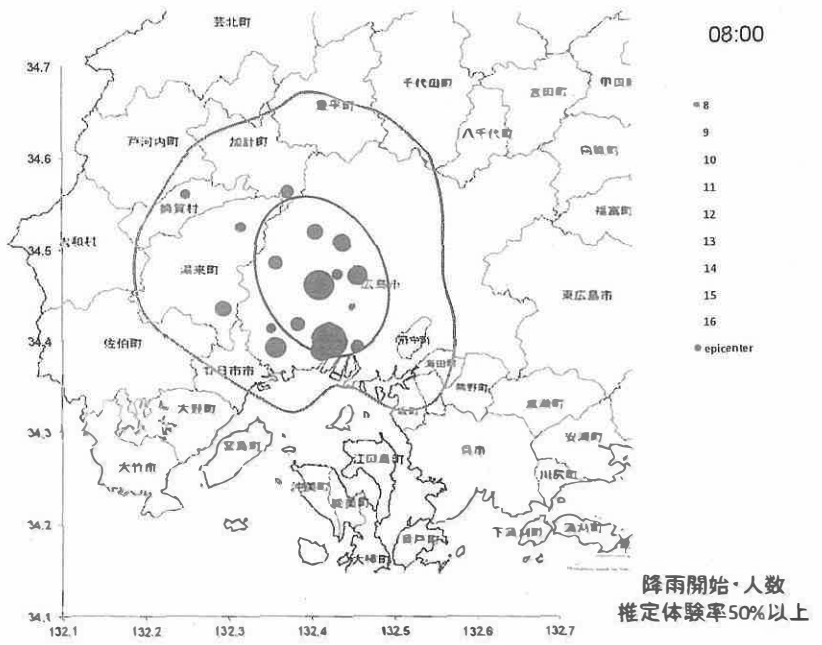 08:00
芸北町
34.7
千代田町
吉田町
豊平町
8
八千代町
9
戸河内町
加計町
34.6
10
11
筒賀村
福富町
12
34.5
吉和村
13
湯来町
広島市
14
東広島市
15
16
34.4
佐伯町
府中町
epicenter
廿日市市
海田町
熊野町
大野町
坂町
黒瀬町
34.3
宮島町
呉市
安浦町
大竹市
江田島町
川尻町
沖美町
能美町
34.2
音戸町
下蒲刈町
蒲刈町
大柿町
降雨開始・人数
推定体験率50%以上
34.1
132.1
132.2
132.3
132.4
132.5
132.6
132.7